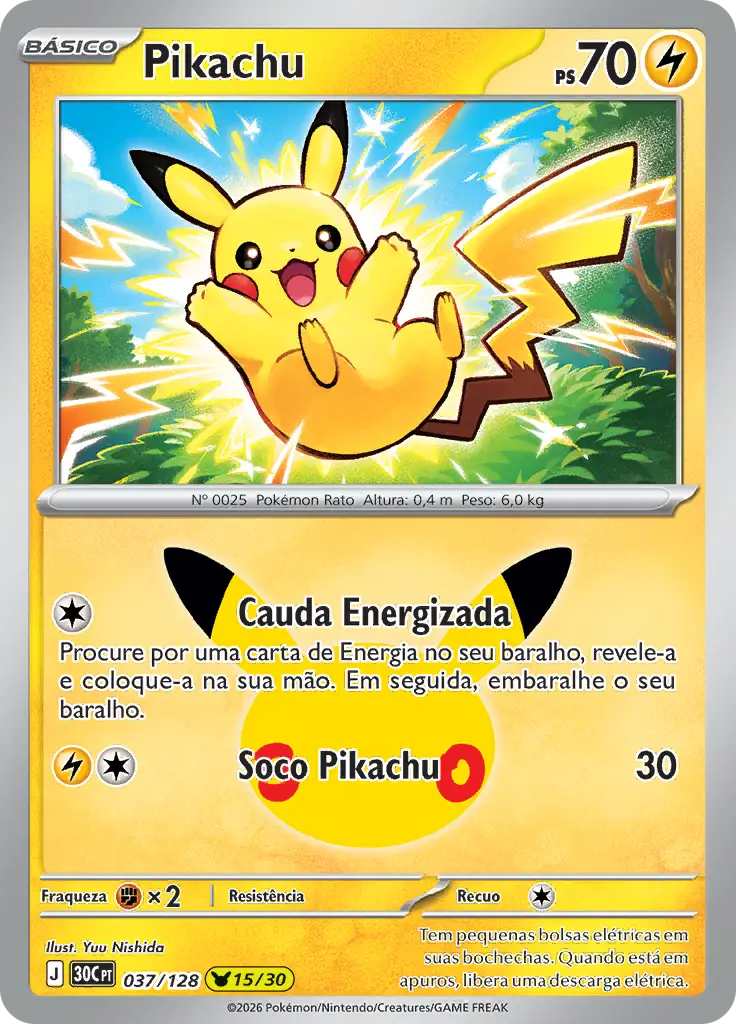 BÁSICO
Pikachu
PS70
Nº 0025 Pokémon Rato Altura: 0,4 m Peso: 6,0 kg
Cauda Energizada
Procure por uma carta de Energia no seu baralho, revele-a
e coloque-a na sua mão. Em seguida, embaralhe o seu
baralho.
Soco Pikachu 30
Fraqueza ×2 Resistência Recuo
Tem pequenas bolsas elétricas em
suas bochechas. Quando está em
apuros, libera uma descarga elétrica.
Ilust. Yuu Nishida
J 30C PT 037/128 15/30
©2026 Pokémon/Nintendo/Creatures/GAME FREAK